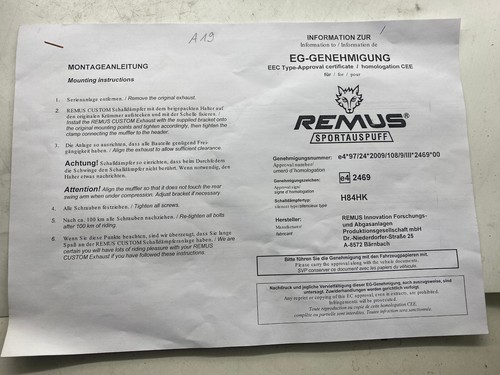 A 19
MONTAGEANLEITUNG
Mounting instructions
1. Serienanlage entfernen. / Remove the original exhaust.
2. REMUS CUSTOM Schalldämpfer mit dem beigepackten Halter auf
den originalen Krümmer aufstecken und mit der Schelle fixieren. /
Install the REMUS CUSTOM Exhaust with the supplied bracket onto
the original mounting points and tighten accordingly, then tighten the
clamp connecting the muffler to the header.
3. Die Anlage so ausrichten, dass alle Bauteile genügend Frei-
gängigkeit haben. / Align the exhaust to allow sufficient clearance.
Achtung! Schalldämpfer so einrichten, dass beim Durchfedern
die Schwinge den Schalldämpfer nicht berührt. Wenn notwendig, den
Halter etwas nachrichten.
Attention! Align the muffler so that it does not touch the rear
swing arm when under compression. Adjust bracket if necessary.
4. Alle Schrauben festziehen. / Tighten all screws.
5. Nach ca. 100 km alle Schrauben nachziehen. / Re-tighten all bolts
after 100 km of riding.
6. Wenn Sie diese Punkte beachten, sind wir überzeugt, dass Sie lange
Spaß an der REMUS CUSTOM Schalldämpferanlage haben. / We are
certain you will have lots of riding pleasure with your REMUS
CUSTOM Exhaust if you have followed these instructions.
INFORMATION ZUR
Information to / Information de
EG-GENEHMIGUNG
EEC Type-Approval certificate / homologation CEE
für / for / pour
REMUS®
SPORTAUSPUFF
Genehmigungsnummer: e4*97/24*2009/108/9/III*2469*00
Approval number/
numero d'homologation
Genehmigungszeichen: e4 2469
Approval sign/
signe d'homologation
Schalldämpfertyp: H84HK
silencer type/silencieux type
Hersteller: REMUS Innovation Forschungs-
Manufacturer und Abgasanlagen
fabricant Produktionsgesellschaft mbH
Dr.-Niederdorfer-Straße 25
A-8572 Bärnbach
Bitte führen Sie die Genehmigung mit den Fahrzeugpapieren mit.
Please carry the approval along with the vehicle documents.
SVP conserver ce document avec les papiers du véhicule.
Nachdruck und jegliche Vervielfältigung dieser EG-Genehmigung, auch auszugsweise, sind
untersagt. Zuwiderhandlungen werden gerichtlich verfolgt.
Any reprint or copying of this EC approval, even in extracts, are prohibited.
Infringements will be prosecuted.
Toute reproduction ou copie de cette homologation CEE,
complète ou partielle sont interdites. Toutes infraction sera sanctionnée.